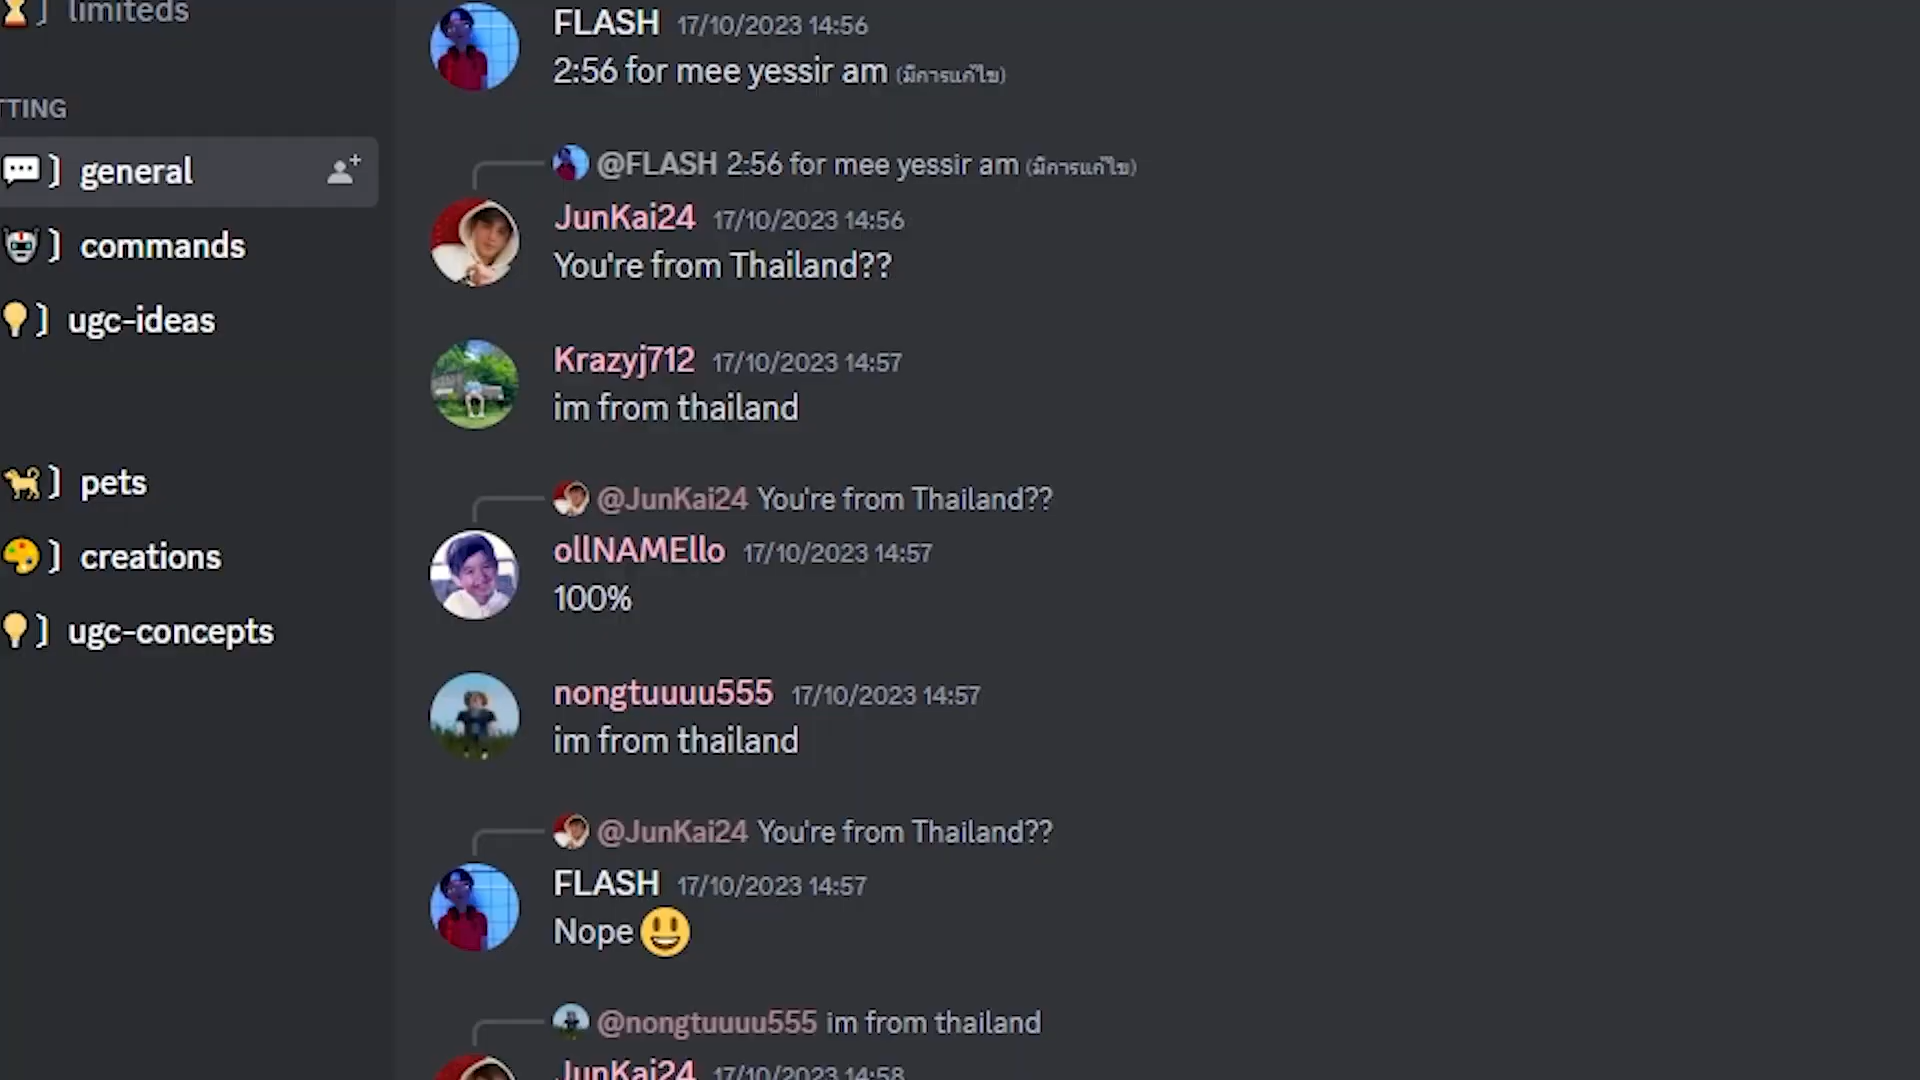 limiteds
TTING
general
commands
ugc-ideas
pets
creations
ugc-concepts
FLASH 17/10/2023 14:56
2:56 for mee yessir am (มีการแก้ไข)
@FLASH 2:56 for mee yessir am (มีการแก้ไข)
JunKai24 17/10/2023 14:56
You're from Thailand??
Krazyj712 17/10/2023 14:57
im from thailand
@JunKai24 You're from Thailand??
ollNAMEllo 17/10/2023 14:57
100%
nongtuuuu555 17/10/2023 14:57
im from thailand
@JunKai24 You're from Thailand??
FLASH 17/10/2023 14:57
Nope 😃
@nongtuuuu555 im from thailand
JunKai24 17/10/2023 14:58